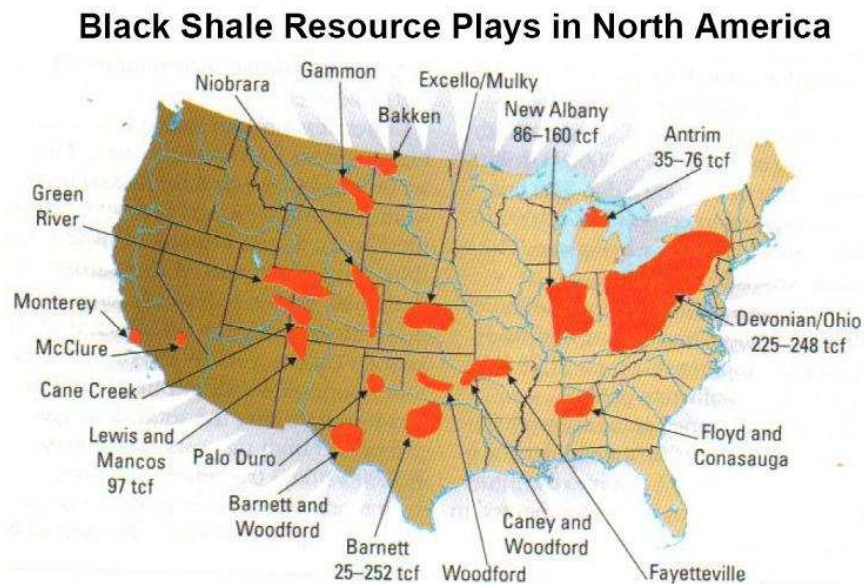 Black Shale Resource Plays in North America
Gammon
Niobrara
Excello/Mulky
Bakken
New Albany
86–160 tcf
Antrim
35–76 tcf
Green
River
Monterey
McClure
Cane Creek
Lewis and
Mancos
97 tcf
Palo Duro
Barnett and
Woodford
Barnett
25–252 tcf
Woodford
Caney and
Woodford
Fayetteville
Floyd and
Conasauga
Devonian/Ohio
225–248 tcf